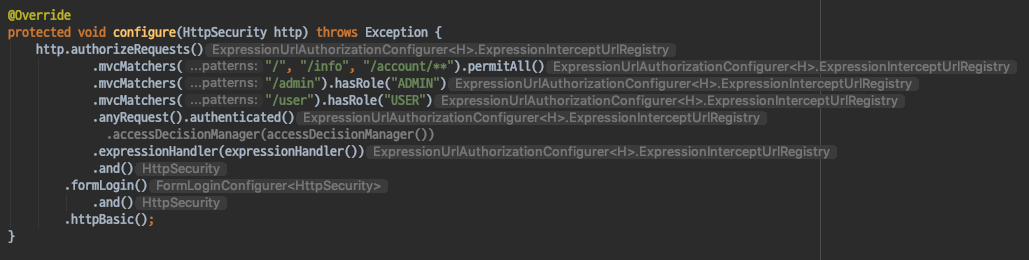 @Override
protected void configure(HttpSecurity http) throws Exception {
http.authorizeRequests() ExpressionUrlAuthorizationConfigurer<H>.ExpressionInterceptUrlRegistry
.mvcMatchers( ...patterns: "/", "/info", "/account/**").permitAll() ExpressionUrlAuthorizationConfigurer<H>.ExpressionInterceptUrlRegistry
.mvcMatchers( ...patterns: "/admin").hasRole("ADMIN") ExpressionUrlAuthorizationConfigurer<H>.ExpressionInterceptUrlRegistry
.mvcMatchers( ...patterns: "/user").hasRole("USER") ExpressionUrlAuthorizationConfigurer<H>.ExpressionInterceptUrlRegistry
.anyRequest().authenticated() ExpressionUrlAuthorizationConfigurer<H>.ExpressionInterceptUrlRegistry
.accessDecisionManager(accessDecisionManager())
.expressionHandler(expressionHandler()) ExpressionUrlAuthorizationConfigurer<H>.ExpressionInterceptUrlRegistry
.and() HttpSecurity
.formLogin() FormLoginConfigurer<HttpSecurity>
.and() HttpSecurity
.httpBasic();
}